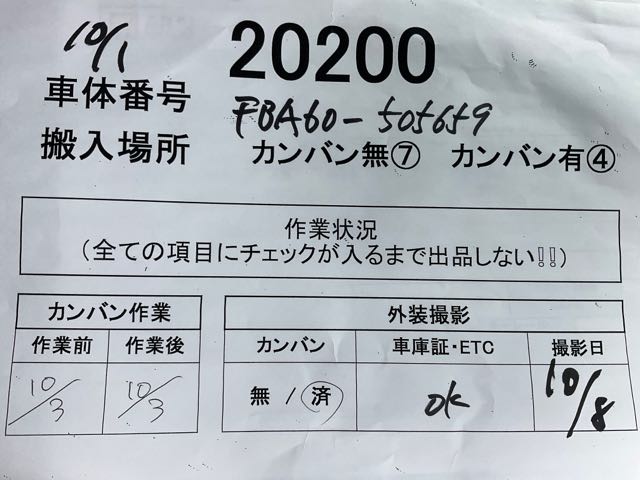 10/1
20200
車体番号 FBA60-505659
搬入場所 カンバン無⑦ カンバン有④
作業状況
(全ての項目にチェックが入るまで出品しない!!)
カンバン作業
作業前 作業後
10/3 10/3
外装撮影
カンバン 車庫証・ETC 撮影日
無 / 済 ok 10/8